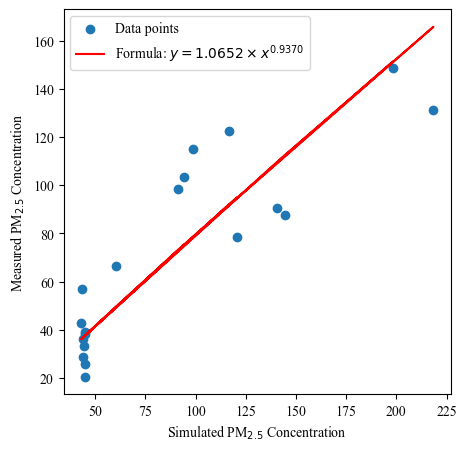 Data points
Formula: y = 1.0652 × x^0.9370
160
140
120
100
80
60
40
20
Measured PM₂.₅ Concentration
50 75 100 125 150 175 200 225
Simulated PM₂.₅ Concentration